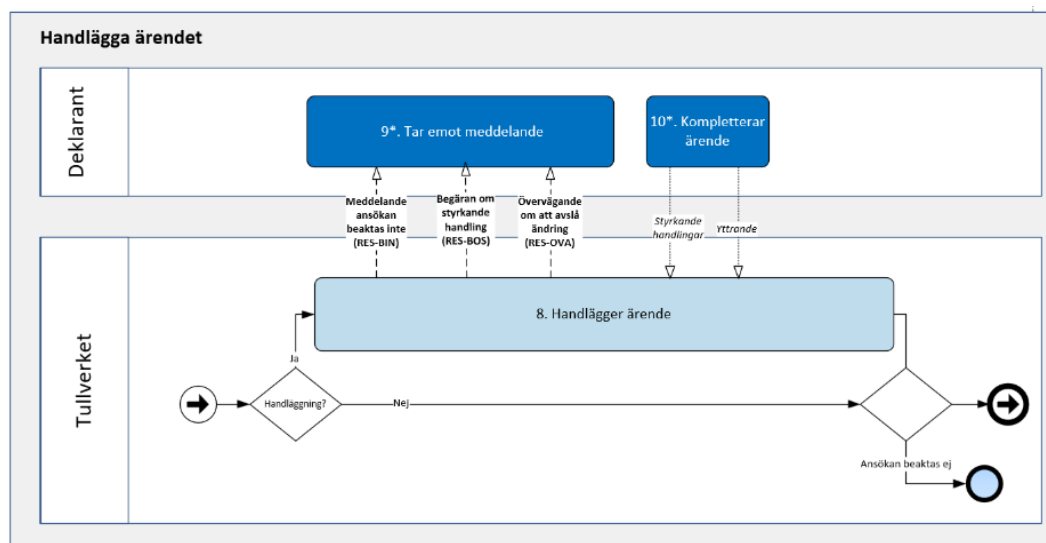 Handlägga ärendet
Deklarant
9*. Tar emot meddelande
10*. Kompletterar
ärende
Meddelande
ansökan
beaktas inte
(RES-BIN)
Begäran om
styrkande
handling
(RES-BOS)
Övervägande
om att avslå
ändring
(RES-OVA)
Styrkande
handlingar
Yttrande
Tullverket
8. Handlägger ärende
Ja
Handläggning?
Nej
Ansökan beaktas ej